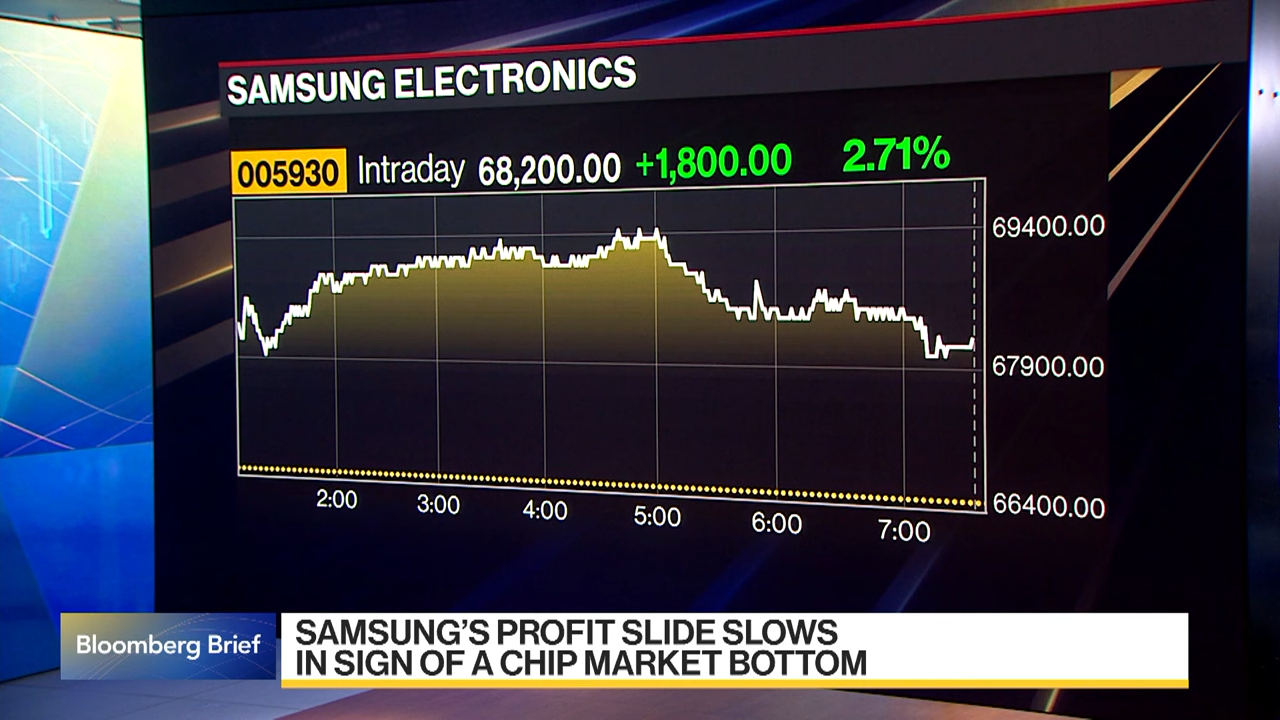 SAMSUNG ELECTRONICS
005930 Intraday 68,200.00 +1,800.00 2.71%
69400.00
67900.00
66400.00
2:00 3:00 4:00 5:00 6:00 7:00
Bloomberg Brief
SAMSUNG'S PROFIT SLIDE SLOWS
IN SIGN OF A CHIP MARKET BOTTOM